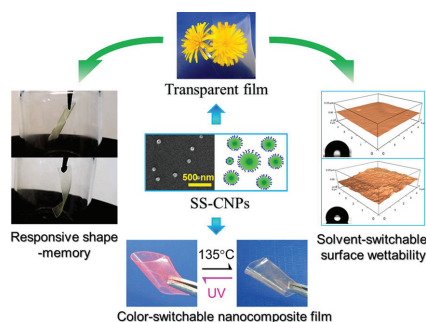 Transparent film
500 nm
SS-CNPs
Responsive shape
-memory
Solvent-switchable
surface wettability
135°C
UV
Color-switchable nanocomposite film